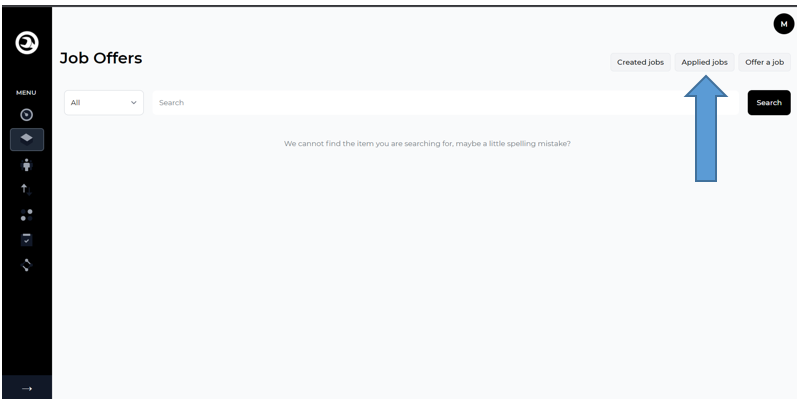 M
Job Offers
Created jobs
Applied jobs
Offer a job
MENU
All
Search
Search
We cannot find the item you are searching for, maybe a little spelling mistake?